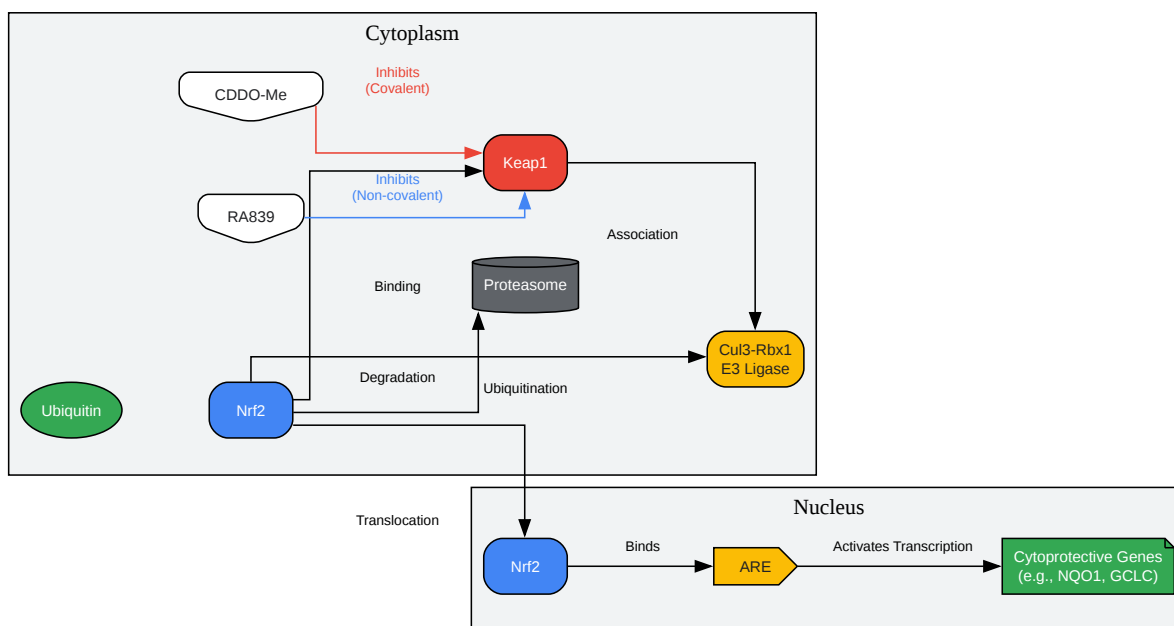 Cytoplasm
Inhibits
(Covalent)
CDDO-Me
Keap1
Inhibits
(Non-covalent)
RA839
Association
Binding
Proteasome
Cul3-Rbx1
E3 Ligase
Degradation
Ubiquitination
Ubiquitin
Nrf2
Nucleus
Translocation
Nrf2
Binds
ARE
Activates Transcription
Cytoprotective Genes
(e.g., NQO1, GCLC)